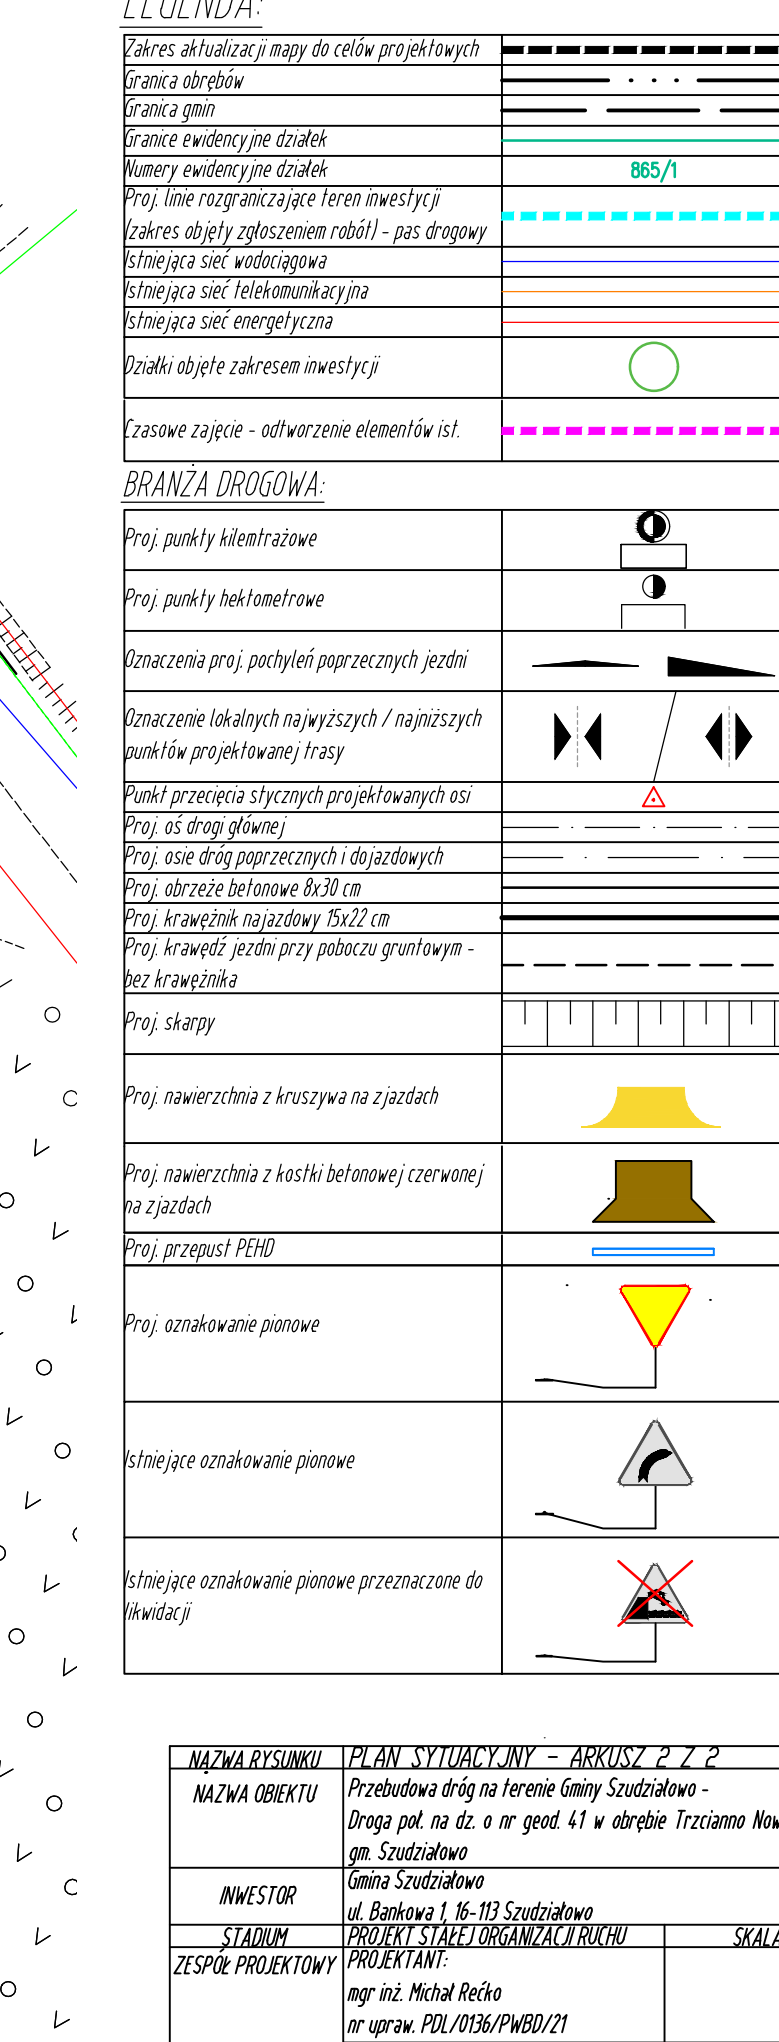 LEGENDA:
Zakres aktualizacji mapy do celów projektowych
Granica obrębów
Granica gmin
Granice ewidencyjne działek
Numery ewidencyjne działek 865/1
Proj. linie rozgraniczające teren inwestycji
(zakres objęty zgłoszeniem robót) - pas drogowy
Istniejąca sieć wodociągowa
Istniejąca sieć telekomunikacyjna
Istniejąca sieć energetyczna
Działki objęte zakresem inwestycji
Czasowe zajęcie - odtworzenie elementów ist.
BRANŻA DROGOWA:
Proj. punkty kilemtrażowe
Proj. punkty hektometrowe
Oznaczenia proj. pochyleń poprzecznych jezdni
Oznaczenie lokalnych najwyższych / najniższych
punktów projektowanej trasy
Punkt przecięcia stycznych projektowanych osi
Proj. oś drogi głównej
Proj. osie dróg poprzecznych i dojazdowych
Proj. obrzeże betonowe 8x30 cm
Proj. krawężnik najazdowy 15x22 cm
Proj. krawędź jezdni przy poboczu gruntowym -
bez krawężnika
Proj. skarpy
Proj. nawierzchnia z kruszywa na zjazdach
Proj. nawierzchnia z kostki betonowej czerwonej
na zjazdach
Proj. przepust PEHD
Proj. oznakowanie pionowe
Istniejące oznakowanie pionowe
Istniejące oznakowanie pionowe przeznaczone do
likwidacji
NAZWA RYSUNKU PLAN SYTUACYJNY - ARKUSZ 2 Z 2
NAZWA OBIEKTU Przebudowa dróg na terenie Gminy Szudziałowo -
Droga poł. na dz. o nr geod. 41 w obrębie Trzcianno Now
gm. Szudziałowo
INWESTOR Gmina Szudziałowo
ul. Bankowa 1, 16-113 Szudziałowo
STADIUM PROJEKT STAŁEJ ORGANIZACJI RUCHU SKALA
ZESPÓŁ PROJEKTOWY PROJEKTANT:
mgr inż. Michał Rećko
nr upraw. PDL/0136/PWBD/21